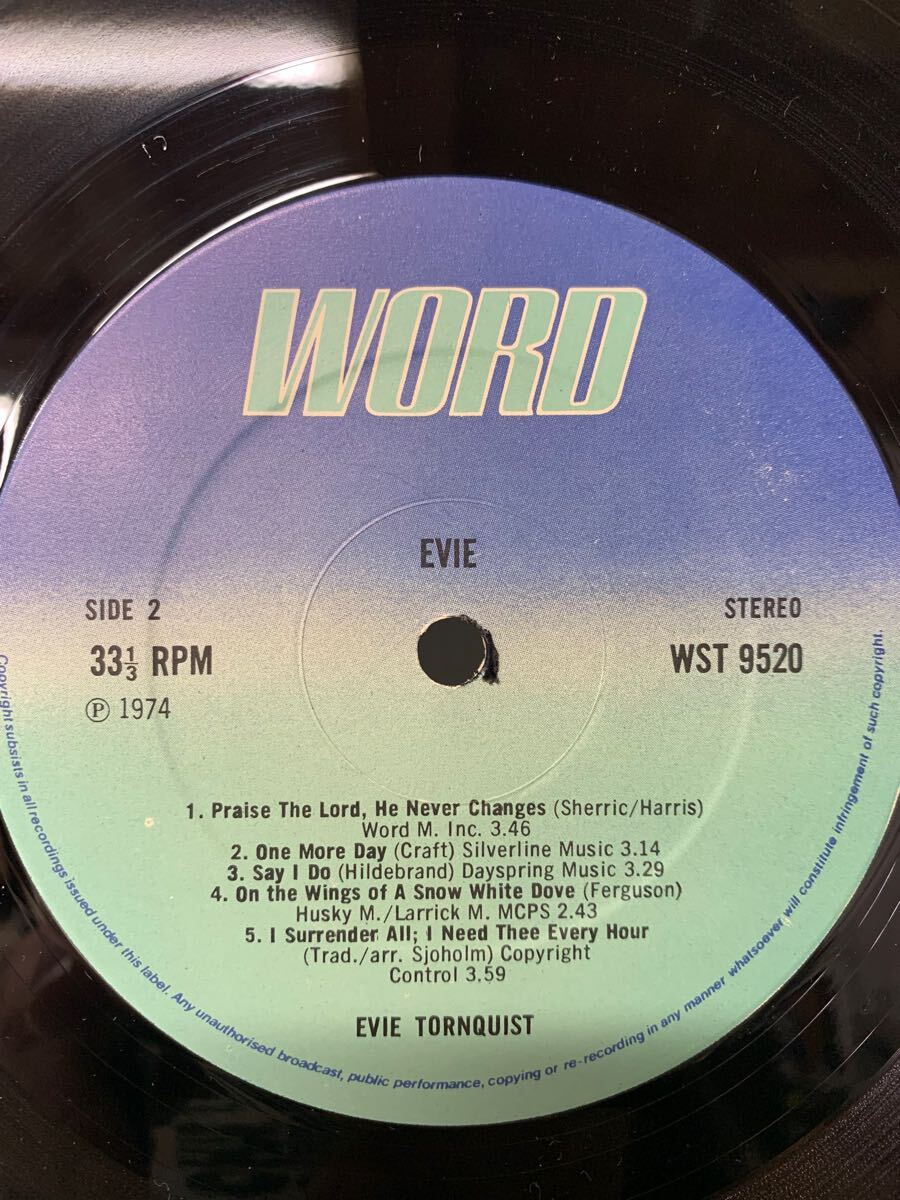 WORD
EVIE
SIDE 2
STEREO
33⅓ RPM
WST 9520
Ⓟ 1974
1. Praise The Lord, He Never Changes (Sherric/Harris)
Word M. Inc. 3.46
2. One More Day (Craft) Silverline Music 3.14
3. Say I Do (Hildebrand) Dayspring Music 3.29
4. On the Wings of A Snow White Dove (Ferguson)
Husky M./Larrick M. MCPS 2.43
5. I Surrender All; I Need Thee Every Hour
(Trad./arr. Sjoholm) Copyright
Control 3.59
EVIE TORNQUIST
Copyright subsists in all recordings issued under this label. Any unauthorised broadcast, public performance, copying or re-recording in any manner whatsoever will constitute infringement of such copyright.